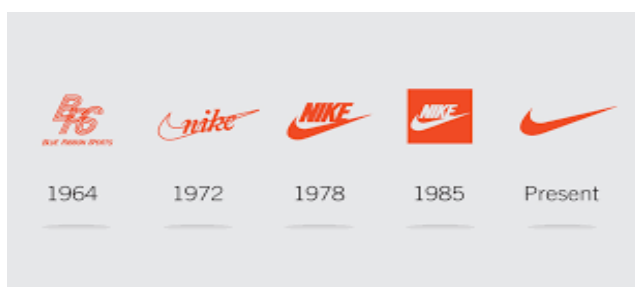 BRS
BLUE RIBBON SPORTS
nike
NIKE
NIKE
1964
1972
1978
1985
Present